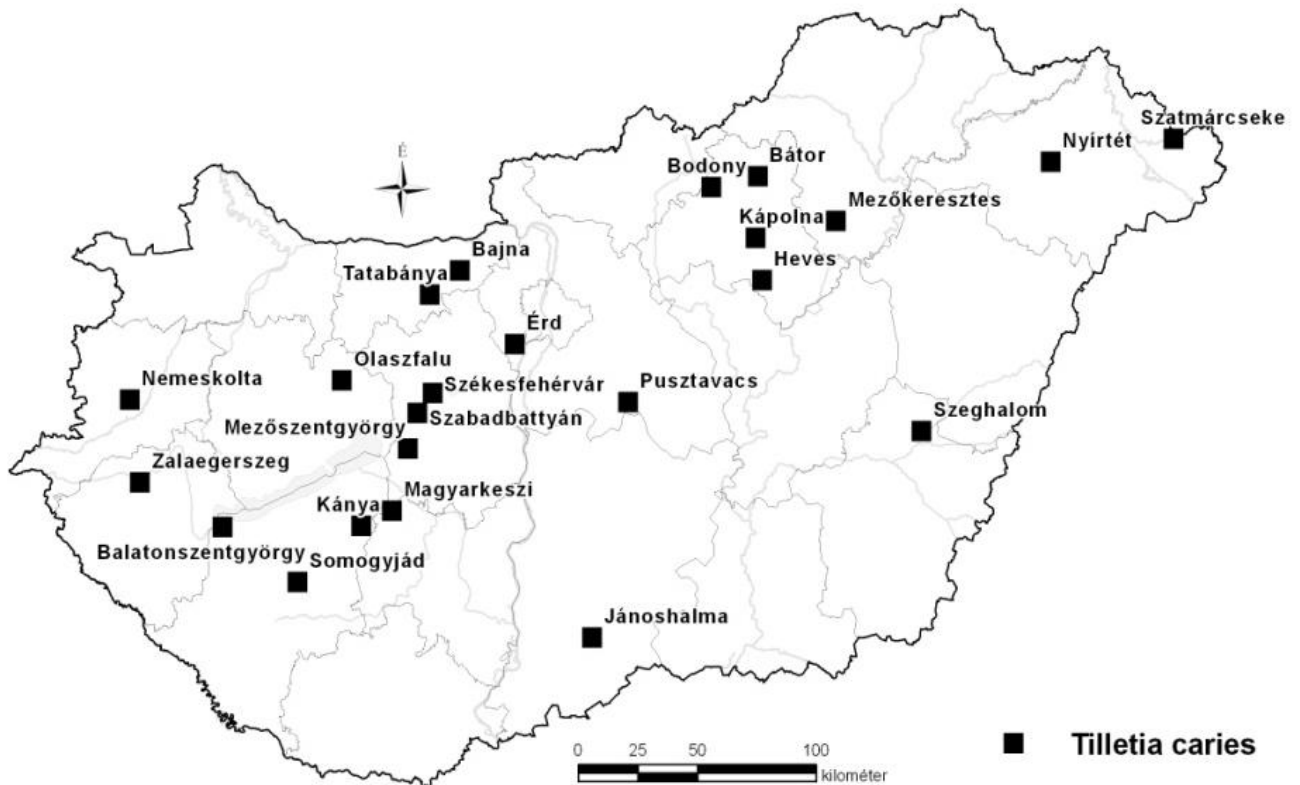 Szatmárcseke
Nyírtét
Bátor
Bodony
Mezőkeresztes
Kápolna
Heves
É
Bajna
Tatabánya
Érd
Olaszfalu
Székesfehérvár
Nemeskolta
Pusztavacs
Szabadbattyán
Szeghalom
Mezőszentgyörgy
Zalaegerszeg
Magyarkeszi
Kánya
Balatonszentgyörgy
Somogyjád
Jánoshalma
Tilletia caries
0 25 50 100
kilométer